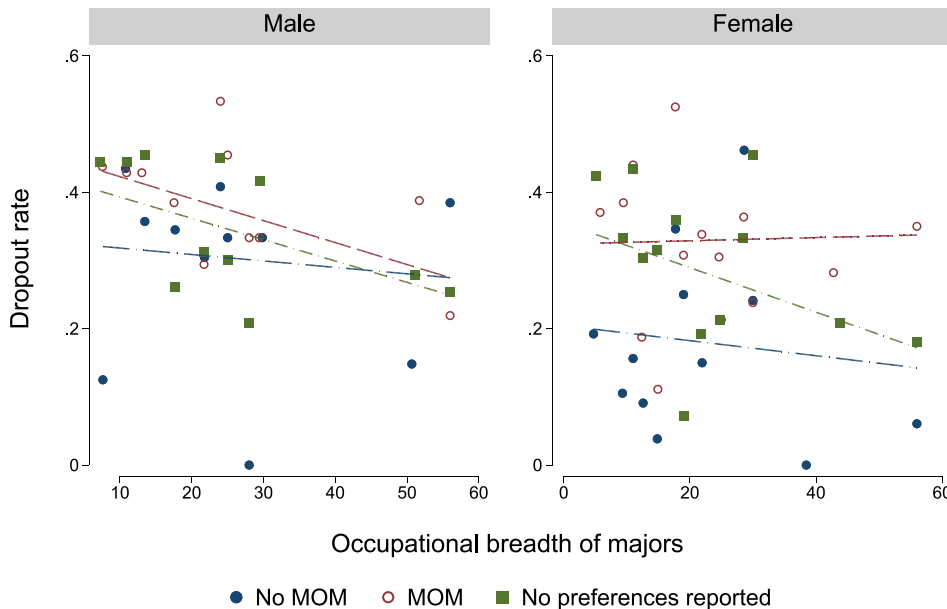 Male
Female
Dropout rate
.6
.4
.2
0
10 20 30 40 50 60
.6
.4
.2
0
0 20 40 60
Occupational breadth of majors
No MOM MOM No preferences reported